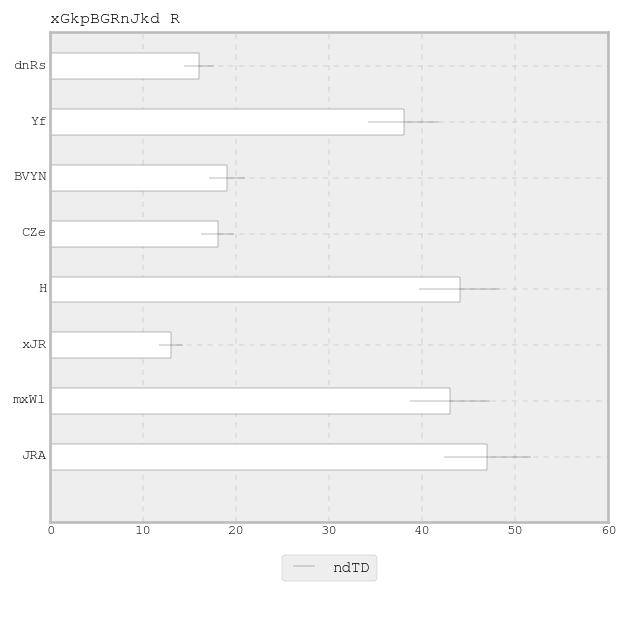 xGkpBGRnJkd R
dnRs
Yf
BVYN
CZe
H
xJR
mxWl
JRA
0 10 20 30 40 50 60
ndTD